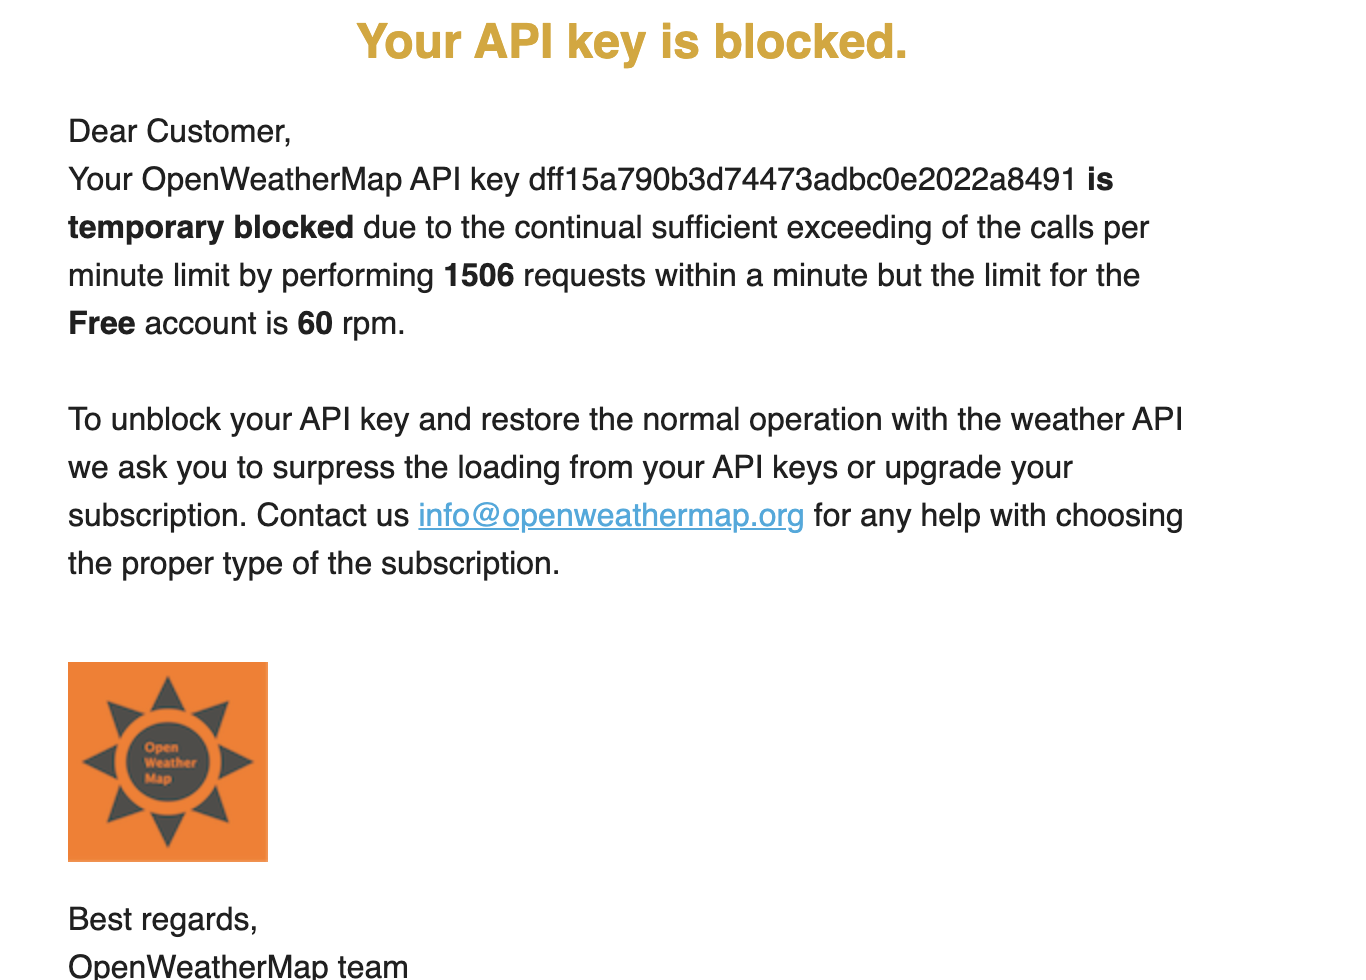 Your API key is blocked.
Dear Customer,
Your OpenWeatherMap API key dff15a790b3d74473adbc0e2022a8491 is
temporary blocked due to the continual sufficient exceeding of the calls per
minute limit by performing 1506 requests within a minute but the limit for the
Free account is 60 rpm.
To unblock your API key and restore the normal operation with the weather API
we ask you to surpress the loading from your API keys or upgrade your
subscription. Contact us info@openweathermap.org for any help with choosing
the proper type of the subscription.
Open
Weather
Map
Best regards,
OpenWeatherMap team